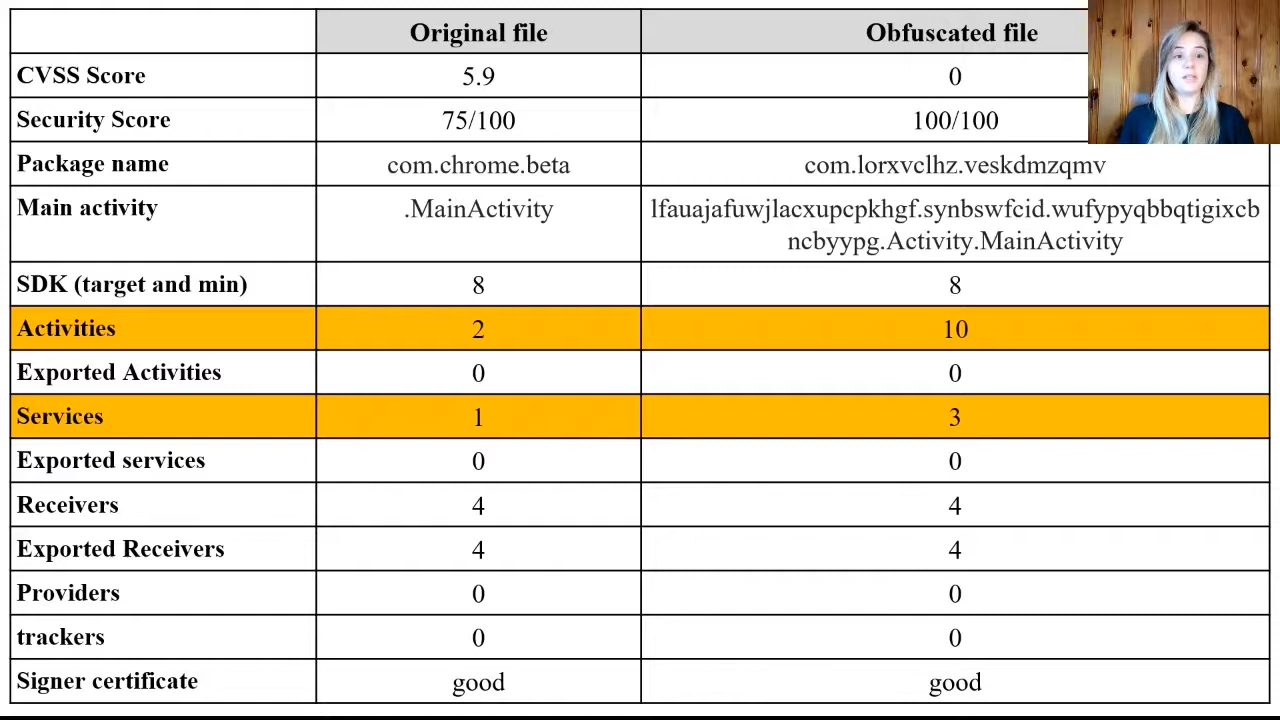 Original file Obfuscated file
CVSS Score 5.9 0
Security Score 75/100 100/100
Package name com.chrome.beta com.lorxvclhz.veskdmzqmv
Main activity .MainActivity lfauajafuwjlacxupcpkhgf.synbswfcid.wufypyqbbqtigixcb
ncbyypg.Activity.MainActivity
SDK (target and min) 8 8
Activities 2 10
Exported Activities 0 0
Services 1 3
Exported services 0 0
Receivers 4 4
Exported Receivers 4 4
Providers 0 0
trackers 0 0
Signer certificate good good